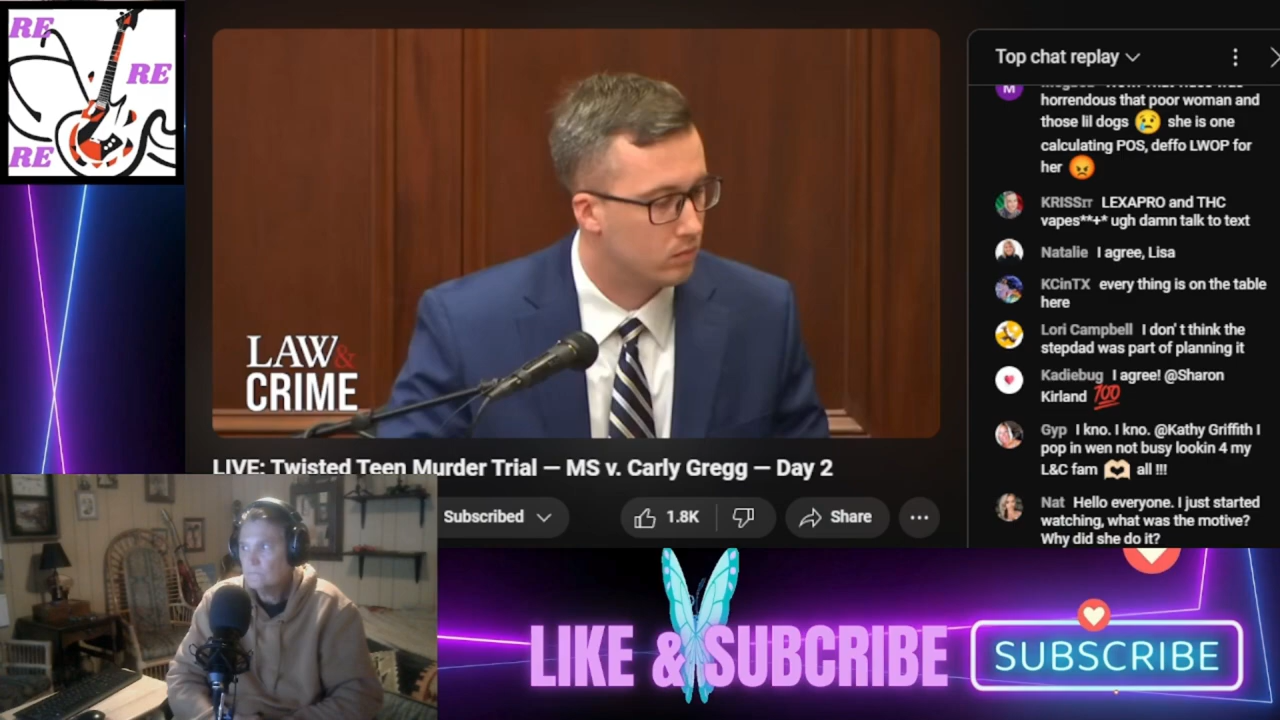 RE
RE
RE
LAW&
CRIME
LIVE: Twisted Teen Murder Trial — MS v. Carly Gregg — Day 2
Subscribed
1.8K
Share
Top chat replay
horrendous that poor woman and
those lil dogs 😢 she is one
calculating POS, deffo LWOP for
her 😠
KRISSrr LEXAPRO and THC
vapes**+* ugh damn talk to text
Natalie I agree, Lisa
KCinTX every thing is on the table
here
Lori Campbell I don't think the
stepdad was part of planning it
Kadiebug I agree! @Sharon
Kirland 💯
Gyp I kno. I kno. @Kathy Griffith I
pop in wen not busy lookin 4 my
L&C fam 🫶 all !!!
Nat Hello everyone. I just started
watching, what was the motive?
Why did she do it?
LIKE & SUBCRIBE
SUBSCRIBE